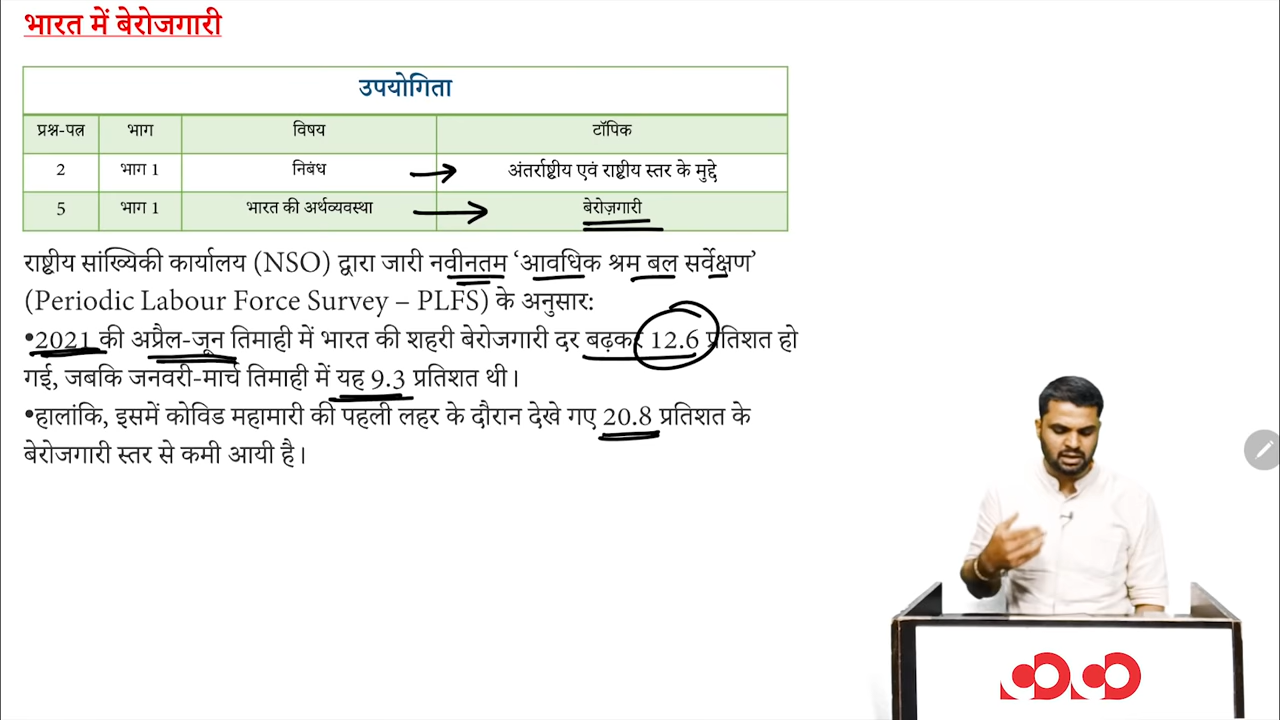 भारत में बेरोजगारी
उपयोगिता
प्रश्न-पत्र भाग विषय टॉपिक
2 भाग 1 निबंध अंतर्राष्ट्रीय एवं राष्ट्रीय स्तर के मुद्दे
5 भाग 1 भारत की अर्थव्यवस्था बेरोज़गारी
राष्ट्रीय सांख्यिकी कार्यालय (NSO) द्वारा जारी नवीनतम ‘आवधिक श्रम बल सर्वेक्षण’
(Periodic Labour Force Survey – PLFS) के अनुसार:
•2021 की अप्रैल-जून तिमाही में भारत की शहरी बेरोजगारी दर बढ़कर 12.6 प्रतिशत हो
गई, जबकि जनवरी-मार्च तिमाही में यह 9.3 प्रतिशत थी।
•हालांकि, इसमें कोविड महामारी की पहली लहर के दौरान देखे गए 20.8 प्रतिशत के
बेरोजगारी स्तर से कमी आयी है।